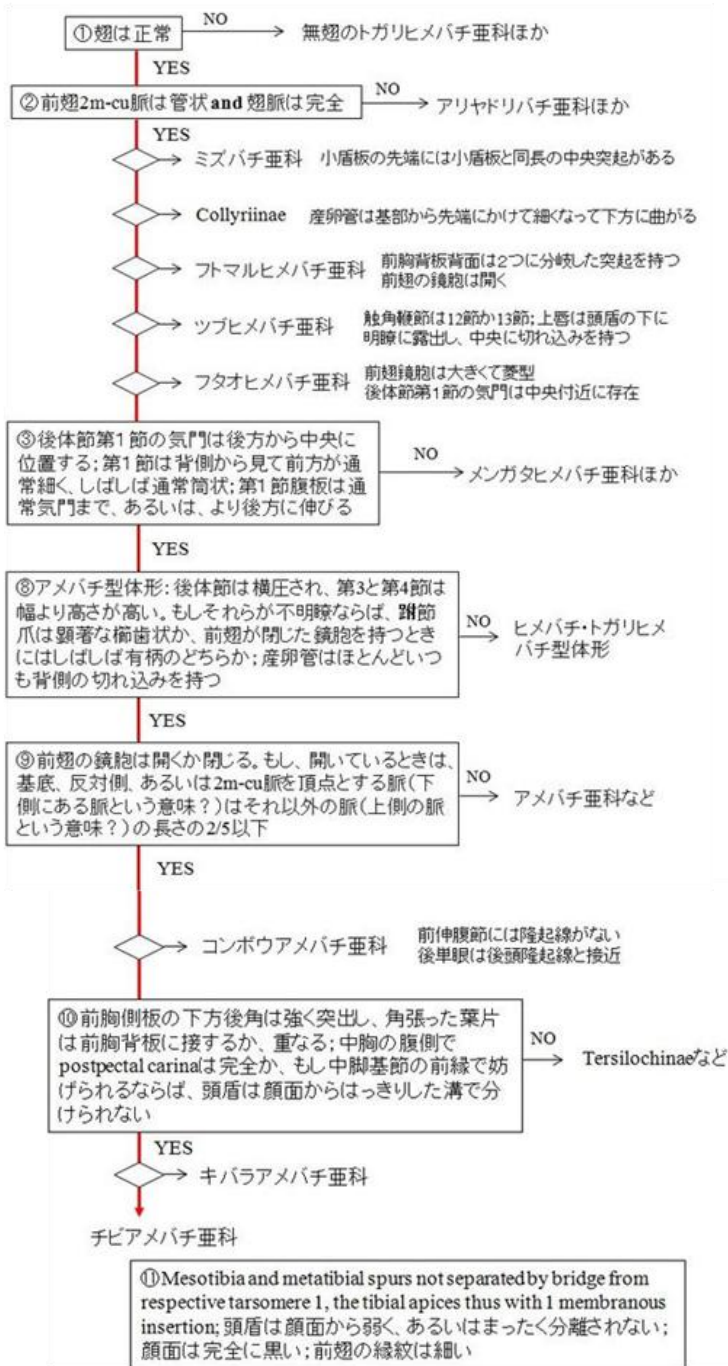 ①翅は正常
NO
無翅のトガリヒメバチ亜科ほか
YES
②前翅2m-cu脈は管状and翅脈は完全
NO
アリヤドリバチ亜科ほか
YES
ミズバチ亜科 小盾板の先端には小盾板と同長の中央突起がある
Collyriinae 産卵管は基部から先端にかけて細くなって下方に曲がる
フトマルヒメバチ亜科 前胸背板背面は2つに分岐した突起を持つ
前翅の鏡胞は開く
ツブヒメバチ亜科 触角鞭節は12節か13節;上唇は頭盾の下に
明瞭に露出し、中央に切れ込みを持つ
フタオヒメバチ亜科 前翅鏡胞は大きくて菱型
後体節第1節の気門は中央付近に存在
③後体節第1節の気門は後方から中央に
位置する;第1節は背側から見て前方が通
常細く、しばしば通常筒状;第1節腹板は通
常気門まで、あるいは、より後方に伸びる
NO
メンガタヒメバチ亜科ほか
YES
⑧アメバチ型体形:後体節は横圧され、第3と第4節は
幅より高さが高い。もしそれらが不明瞭ならば、跗節
爪は顕著な櫛歯状か、前翅が閉じた鏡胞を持つとき
にはしばしば有柄のどちらか;産卵管はほとんどいつ
も背側の切れ込みを持つ
NO
ヒメバチ・トガリヒメ
バチ型体形
YES
⑨前翅の鏡胞は開くか閉じる。もし、開いているときは、
基底、反対側、あるいは2m-cu脈を頂点とする脈(下
側にある脈という意味?)はそれ以外の脈(上側の脈
という意味?)の長さの2/5以下
NO
アメバチ亜科など
YES
コンボウアメバチ亜科 前伸腹節には隆起線がない
後単眼は後頭隆起線と接近
⑩前胸側板の下方後角は強く突出し、角張った葉片
は前胸背板に接するか、重なる;中胸の腹側で
postpectal carinaは完全か、もし中脚基節の前縁で妨
げられるならば、頭盾は顔面からはっきりした溝で分
けられない
NO
Tersilochinaeなど
YES
キバラアメバチ亜科
チビアメバチ亜科
⑪Mesotibia and metatibial spurs not separated by bridge from
respective tarsomere 1, the tibial apices thus with 1 membranous
insertion; 頭盾は顔面から弱く、あるいはまったく分離されない;
顔面は完全に黒い;前翅の縁紋は細い